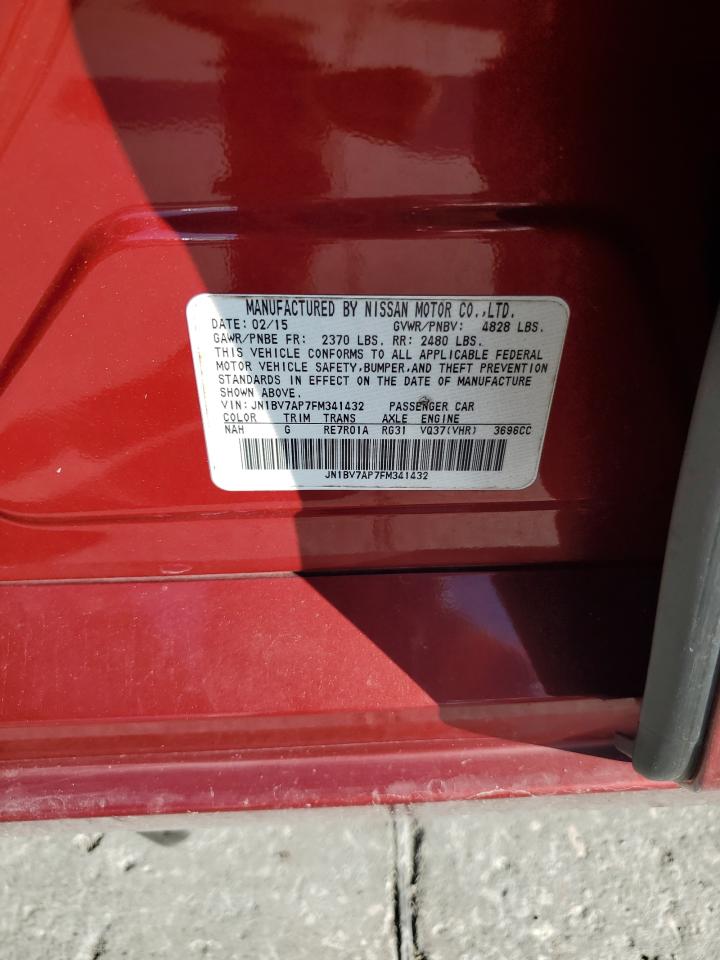 MANUFACTURED BY NISSAN MOTOR CO.,LTD.
DATE: 02/15 GVWR/PNBV: 4828 LBS.
GAWR/PNBE FR: 2370 LBS. RR: 2480 LBS.
THIS VEHICLE CONFORMS TO ALL APPLICABLE FEDERAL
MOTOR VEHICLE SAFETY,BUMPER,AND THEFT PREVENTION
STANDARDS IN EFFECT ON THE DATE OF MANUFACTURE
SHOWN ABOVE.
VIN: JN1BV7AP7FM341432 PASSENGER CAR
COLOR TRIM TRANS AXLE ENGINE
NAH G RE7R01A RG31 VQ37(VHR) 3696CC
JN1BV7AP7FM341432